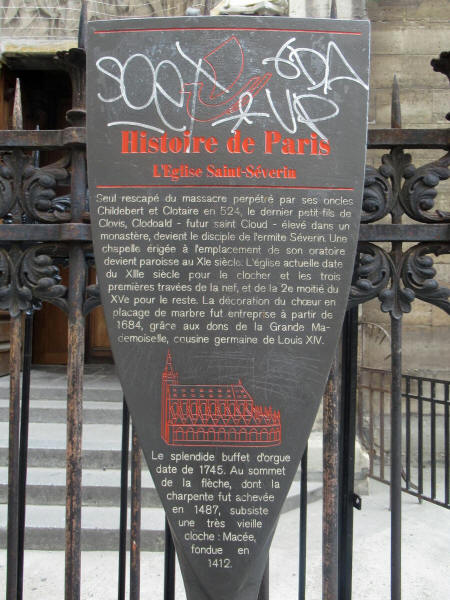 Histoire de Paris
L'Eglise Saint-Séverin
Seul rescapé du massacre perpétré par ses oncles
Childebert et Clotaire en 524, le dernier petit-fils de
Clovis, Clodoald - futur saint Cloud - élevé dans un
monastère, devient le disciple de l'ermite Séverin. Une
chapelle érigée à l'emplacement de son oratoire
devient paroisse au XIe siècle. L'église actuelle date
du XIIIe siècle pour le clocher et les trois
premières travées de la nef, et de la 2e moitié du
XVe pour le reste. La décoration du chœur en
placage de marbre fut entreprise à partir de
1684, grâce aux dons de la Grande Ma-
demoiselle, cousine germaine de Louis XIV.
Le splendide buffet d'orgue
date de 1745. Au sommet
de la flèche, dont la
charpente fut achevée
en 1487, subsiste
une très vieille
cloche : Macée,
fondue en
1412.